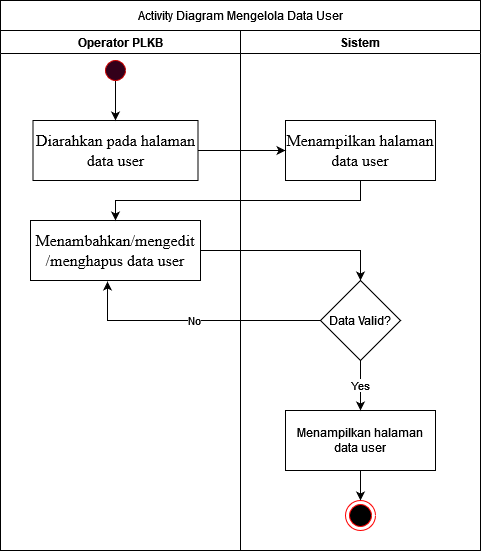 Activity Diagram Mengelola Data User
Operator PLKB
Sistem
Diarahkan pada halaman
data user
Menampilkan halaman
data user
Menambahkan/mengedit
/menghapus data user
Data Valid?
No
Yes
Menampilkan halaman
data user